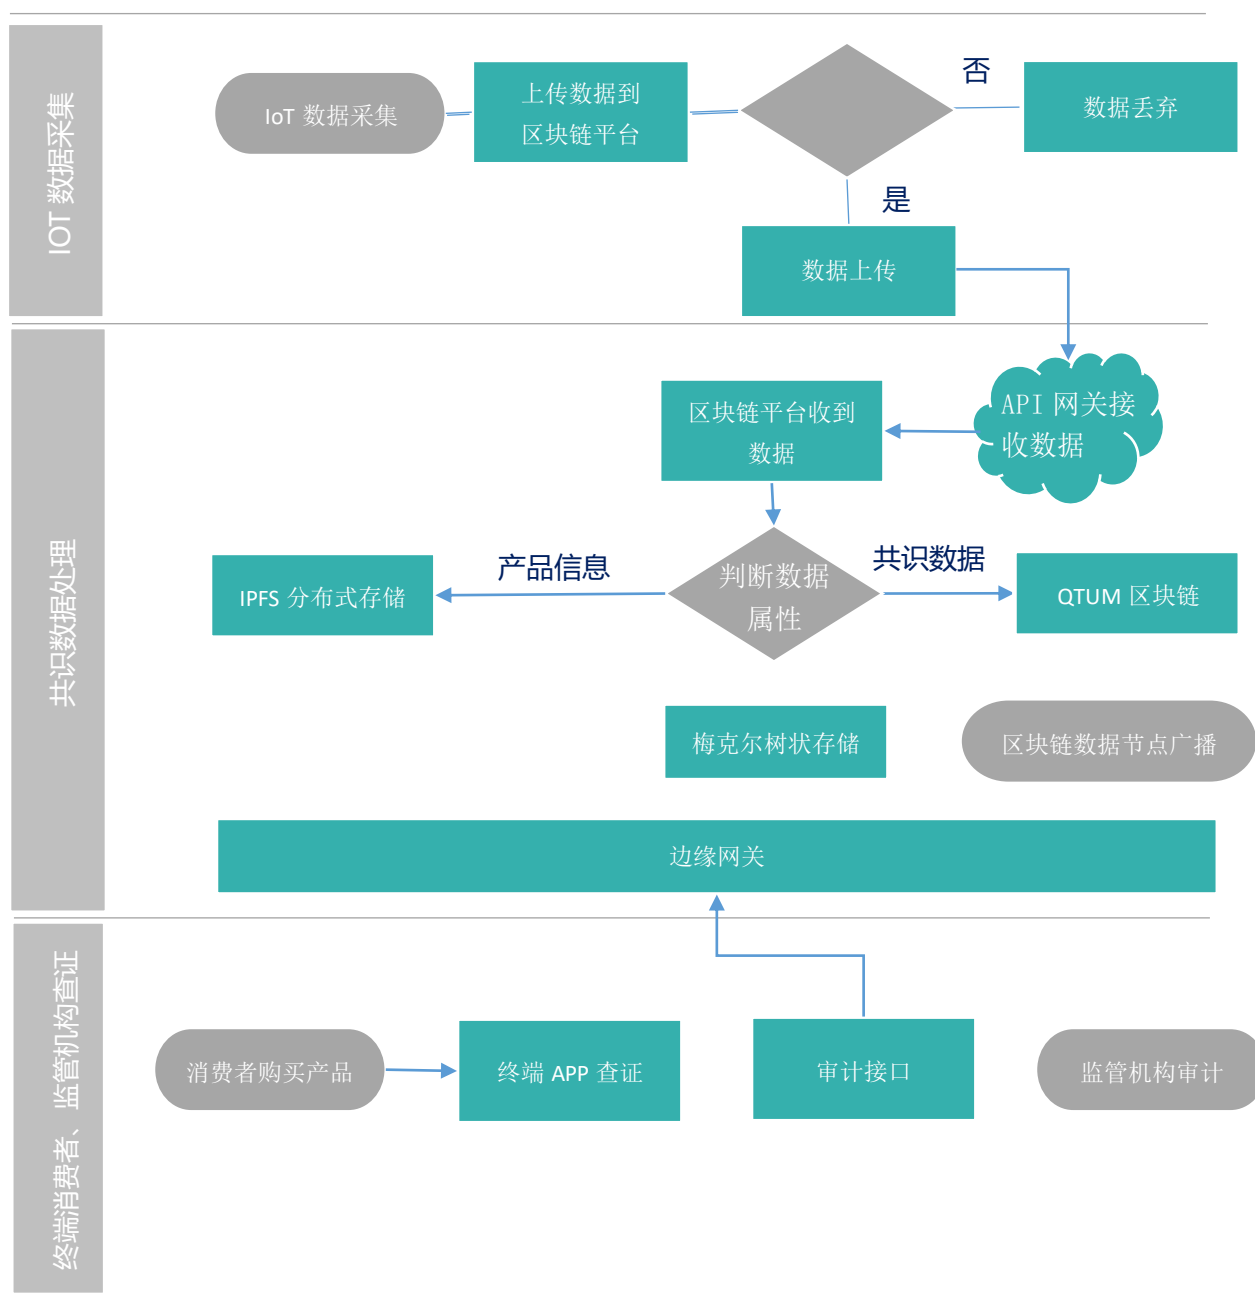 IOT 数据采集
IoT 数据采集
上传数据到
区块链平台
否
数据丢弃
是
数据上传
共识数据处理
API 网关接
收数据
区块链平台收到
数据
产品信息
判断数据
属性
共识数据
IPFS 分布式存储
QTUM 区块链
梅克尔树状存储
区块链数据节点广播
边缘网关
终端消费者、监管机构查证
消费者购买产品
终端 APP 查证
审计接口
监管机构审计